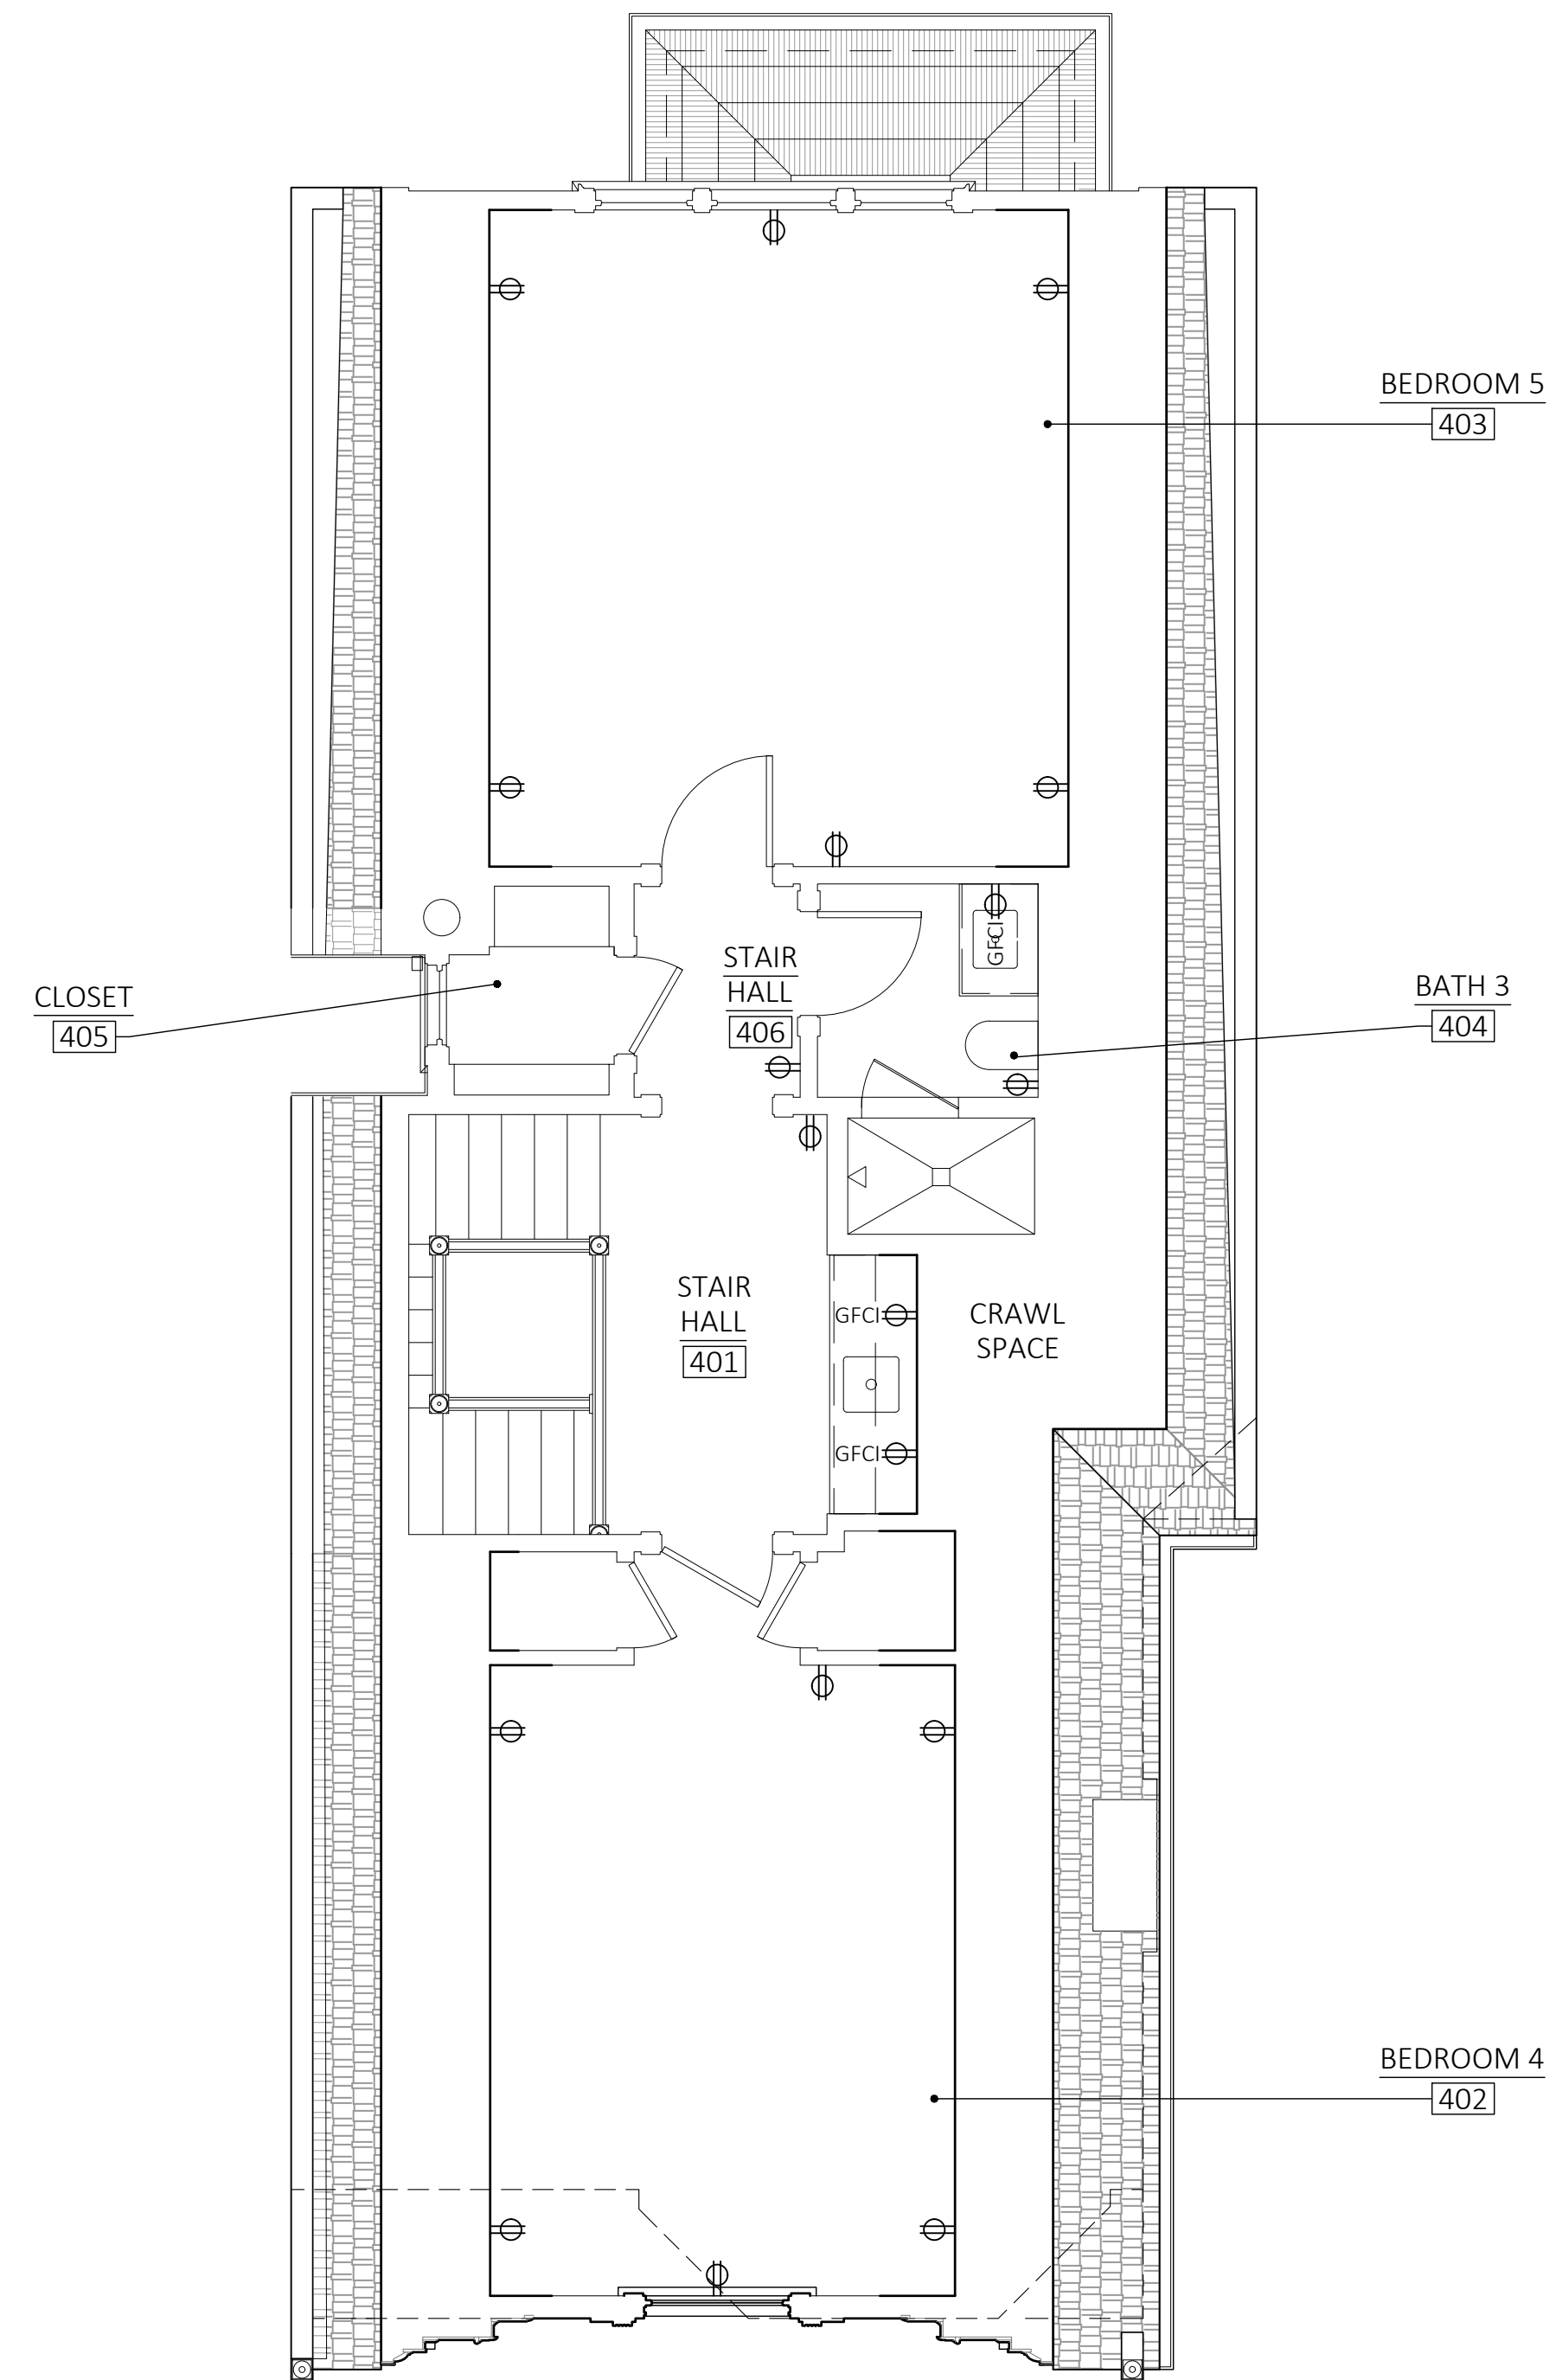 BEDROOM 5
403
GFCI
STAIR
HALL
406
CLOSET
405
BATH 3
404
STAIR
HALL
401
GFCI
CRAWL
SPACE
GFCI
BEDROOM 4
402